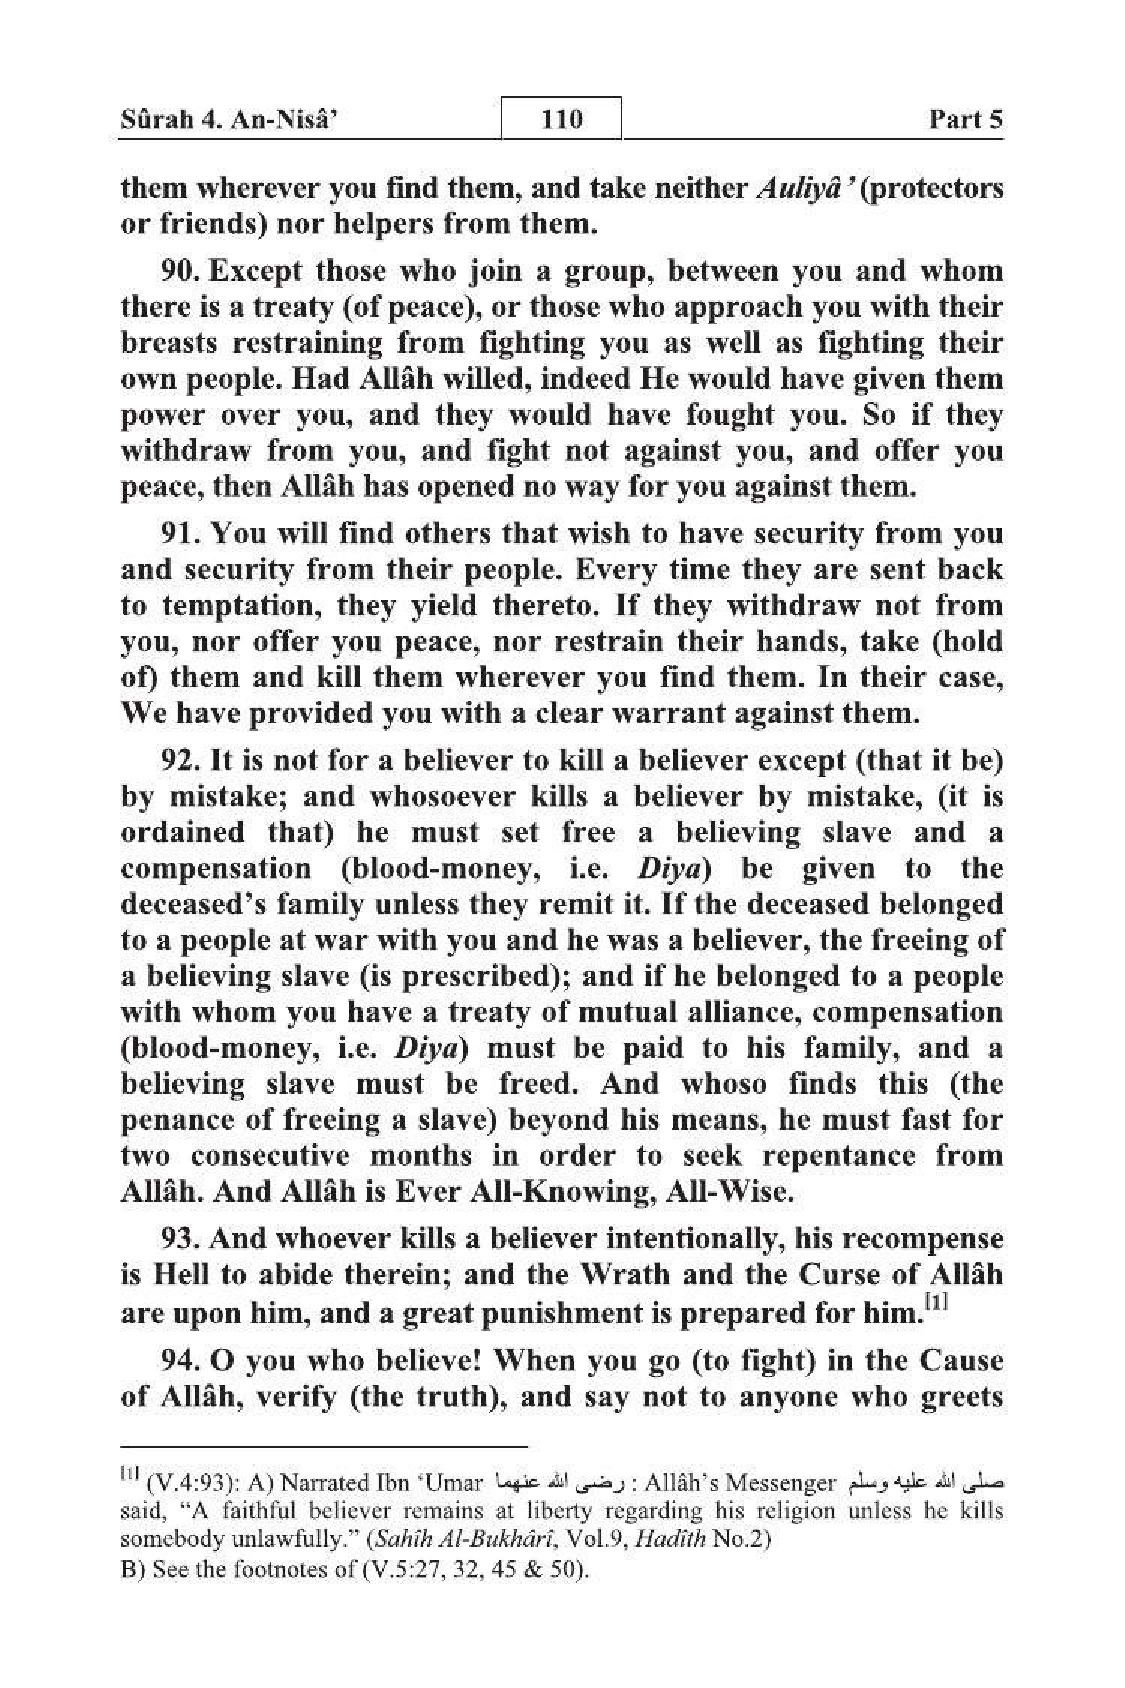 Sûrah 4. An-Nisâ’ 110 Part 5
them wherever you find them, and take neither Auliyâ’ (protectors
or friends) nor helpers from them.
90. Except those who join a group, between you and whom
there is a treaty (of peace), or those who approach you with their
breasts restraining from fighting you as well as fighting their
own people. Had Allâh willed, indeed He would have given them
power over you, and they would have fought you. So if they
withdraw from you, and fight not against you, and offer you
peace, then Allâh has opened no way for you against them.
91. You will find others that wish to have security from you
and security from their people. Every time they are sent back
to temptation, they yield thereto. If they withdraw not from
you, nor offer you peace, nor restrain their hands, take (hold
of) them and kill them wherever you find them. In their case,
We have provided you with a clear warrant against them.
92. It is not for a believer to kill a believer except (that it be)
by mistake; and whosoever kills a believer by mistake, (it is
ordained that) he must set free a believing slave and a
compensation (blood-money, i.e. Diya) be given to the
deceased’s family unless they remit it. If the deceased belonged
to a people at war with you and he was a believer, the freeing of
a believing slave (is prescribed); and if he belonged to a people
with whom you have a treaty of mutual alliance, compensation
(blood-money, i.e. Diya) must be paid to his family, and a
believing slave must be freed. And whoso finds this (the
penance of freeing a slave) beyond his means, he must fast for
two consecutive months in order to seek repentance from
Allâh. And Allâh is Ever All-Knowing, All-Wise.
93. And whoever kills a believer intentionally, his recompense
is Hell to abide therein; and the Wrath and the Curse of Allâh
are upon him, and a great punishment is prepared for him.[1]
94. O you who believe! When you go (to fight) in the Cause
of Allâh, verify (the truth), and say not to anyone who greets
[1] (V.4:93): A) Narrated Ibn ‘Umar رضى الله عنهما : Allâh’s Messenger صلى الله عليه وسلم
said, “A faithful believer remains at liberty regarding his religion unless he kills
somebody unlawfully.” (Sahîh Al-Bukhârî, Vol.9, Hadîth No.2)
B) See the footnotes of (V.5:27, 32, 45 & 50).